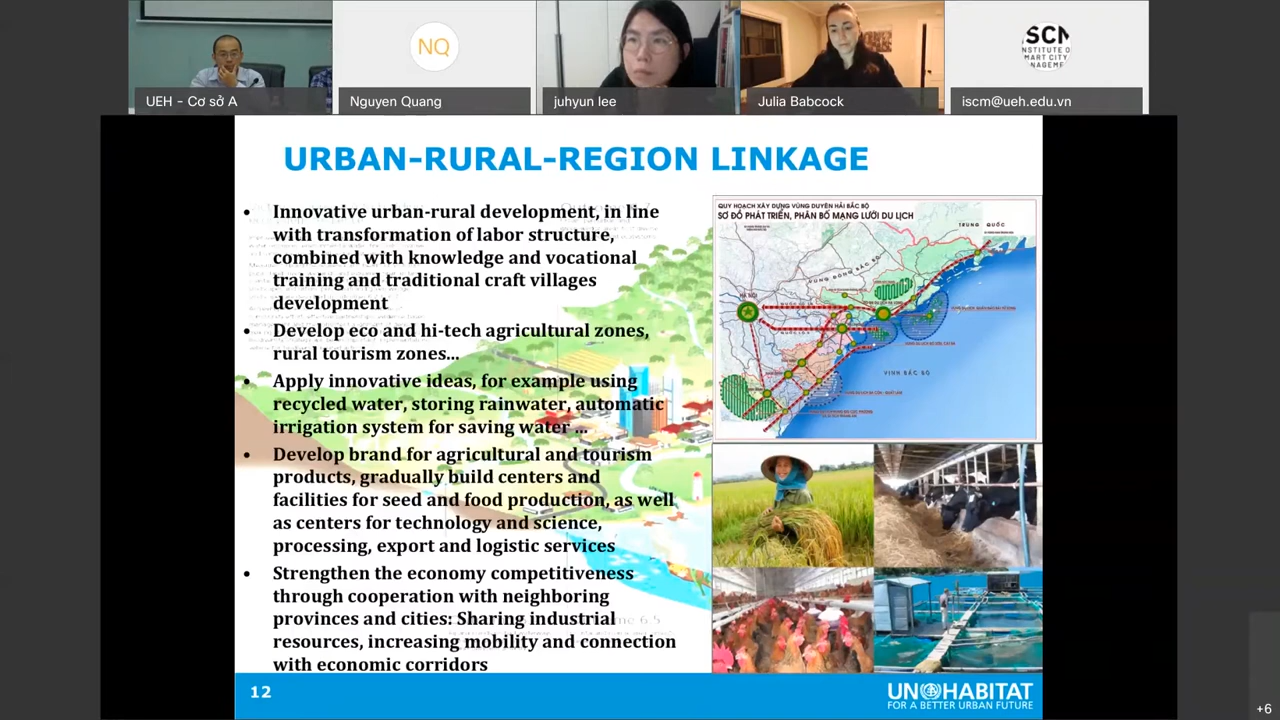 NQ
SCM
UEH - Cơ sở A
Nguyen Quang
juhyun lee
Julia Babcock
iscm@ueh.edu.vn
URBAN-RURAL-REGION LINKAGE
• Innovative urban-rural development, in line
with transformation of labor structure,
combined with knowledge and vocational
training and traditional craft villages
development
• Develop eco and hi-tech agricultural zones,
rural tourism zones...
• Apply innovative ideas, for example using
recycled water, storing rainwater, automatic
irrigation system for saving water ...
• Develop brand for agricultural and tourism
products, gradually build centers and
facilities for seed and food production, as well
as centers for technology and science,
processing, export and logistic services
• Strengthen the economy competitiveness
through cooperation with neighboring
provinces and cities: Sharing industrial
resources, increasing mobility and connection
with economic corridors
QUY HOẠCH XÂY DỰNG VÙNG DUYÊN HẢI BẮC BỘ
SƠ ĐỒ PHÁT TRIỂN, PHÂN BỐ MẠNG LƯỚI DU LỊCH
TRUNG QUỐC
VÙNG ĐÔNG BẮC BỘ
HÀ NỘI
VỊNH BẮC BỘ
12
UN HABITAT
FOR A BETTER URBAN FUTURE
+6